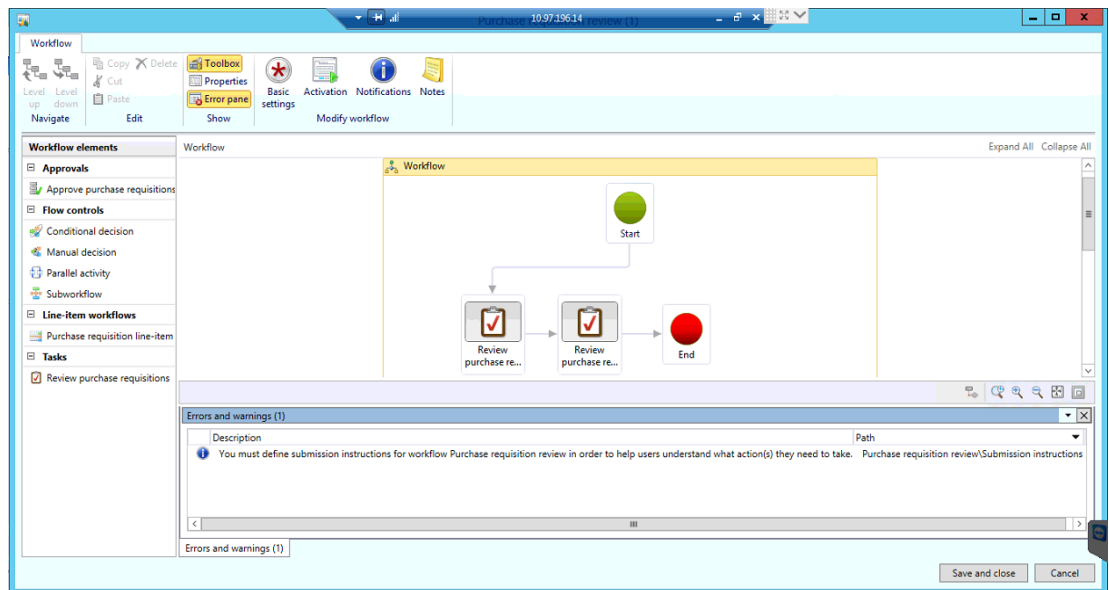 10.97.196.14
Purchase requisition review (1)
Workflow
Level up
Level down
Copy
Delete
Cut
Paste
Toolbox
Properties
Error pane
Basic settings
Activation
Notifications
Notes
Navigate
Edit
Show
Modify workflow
Workflow elements
Approvals
Approve purchase requisitions
Flow controls
Conditional decision
Manual decision
Parallel activity
Subworkflow
Line-item workflows
Purchase requisition line-item
Tasks
Review purchase requisitions
Workflow
Expand All Collapse All
Workflow
Start
Review
purchase re...
Review
purchase re...
End
Errors and warnings (1)
Description Path
You must define submission instructions for workflow Purchase requisition review in order to help users understand what action(s) they need to take. Purchase requisition review\Submission instructions
Errors and warnings (1)
Save and close
Cancel